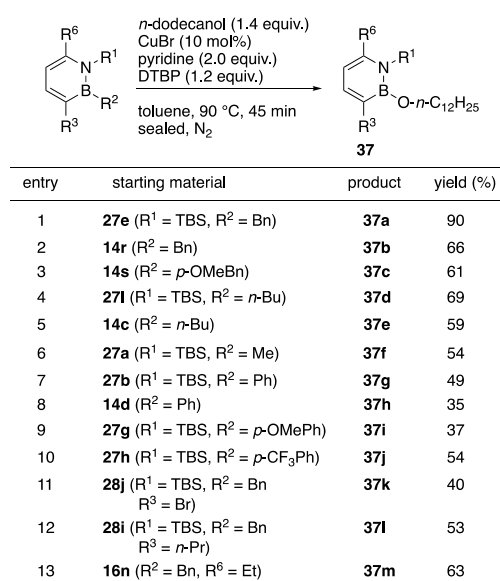 R6 R1 N B R2 R3
n-dodecanol (1.4 equiv.)
CuBr (10 mol%)
pyridine (2.0 equiv.)
DTBP (1.2 equiv.)
toluene, 90 °C, 45 min
sealed, N2
R6 R1 N B O-n-C12H25 R3
37
entry starting material product yield (%)
1 27e (R1 = TBS, R2 = Bn) 37a 90
2 14r (R2 = Bn) 37b 66
3 14s (R2 = p-OMeBn) 37c 61
4 27l (R1 = TBS, R2 = n-Bu) 37d 69
5 14c (R2 = n-Bu) 37e 59
6 27a (R1 = TBS, R2 = Me) 37f 54
7 27b (R1 = TBS, R2 = Ph) 37g 49
8 14d (R2 = Ph) 37h 35
9 27g (R1 = TBS, R2 = p-OMePh) 37i 37
10 27h (R1 = TBS, R2 = p-CF3Ph) 37j 54
11 28j (R1 = TBS, R2 = Bn 37k 40
R3 = Br)
12 28i (R1 = TBS, R2 = Bn 37l 53
R3 = n-Pr)
13 16n (R2 = Bn, R6 = Et) 37m 63